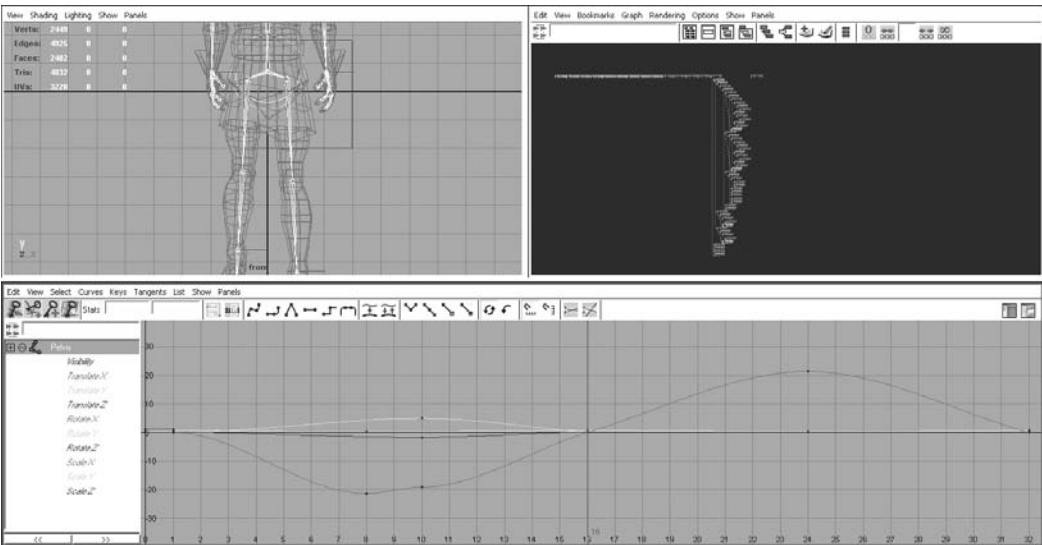 View Shading Lighting Show Panels
Verts: 2449 0 0
Edges: 4925 0 0
Faces: 2482 0 0
Tris: 4832 0 0
UVs: 3220 0 0
y
z x
front
Edit View Bookmarks Graph Rendering Options Show Panels
Edit View Select Curves Keys Tangents List Show Panels
Stats
Pelvis
Visibility
Translate X
Translate Y
Translate Z
Rotate X
Rotate Y
Rotate Z
Scale X
Scale Y
Scale Z
<< >>
30
20
10
0
-10
-20
-30
0 1 2 3 4 5 6 7 8 9 10 11 12 13 14 15 16 17 18 19 20 21 22 23 24 25 26 27 28 29 30 31 32
16